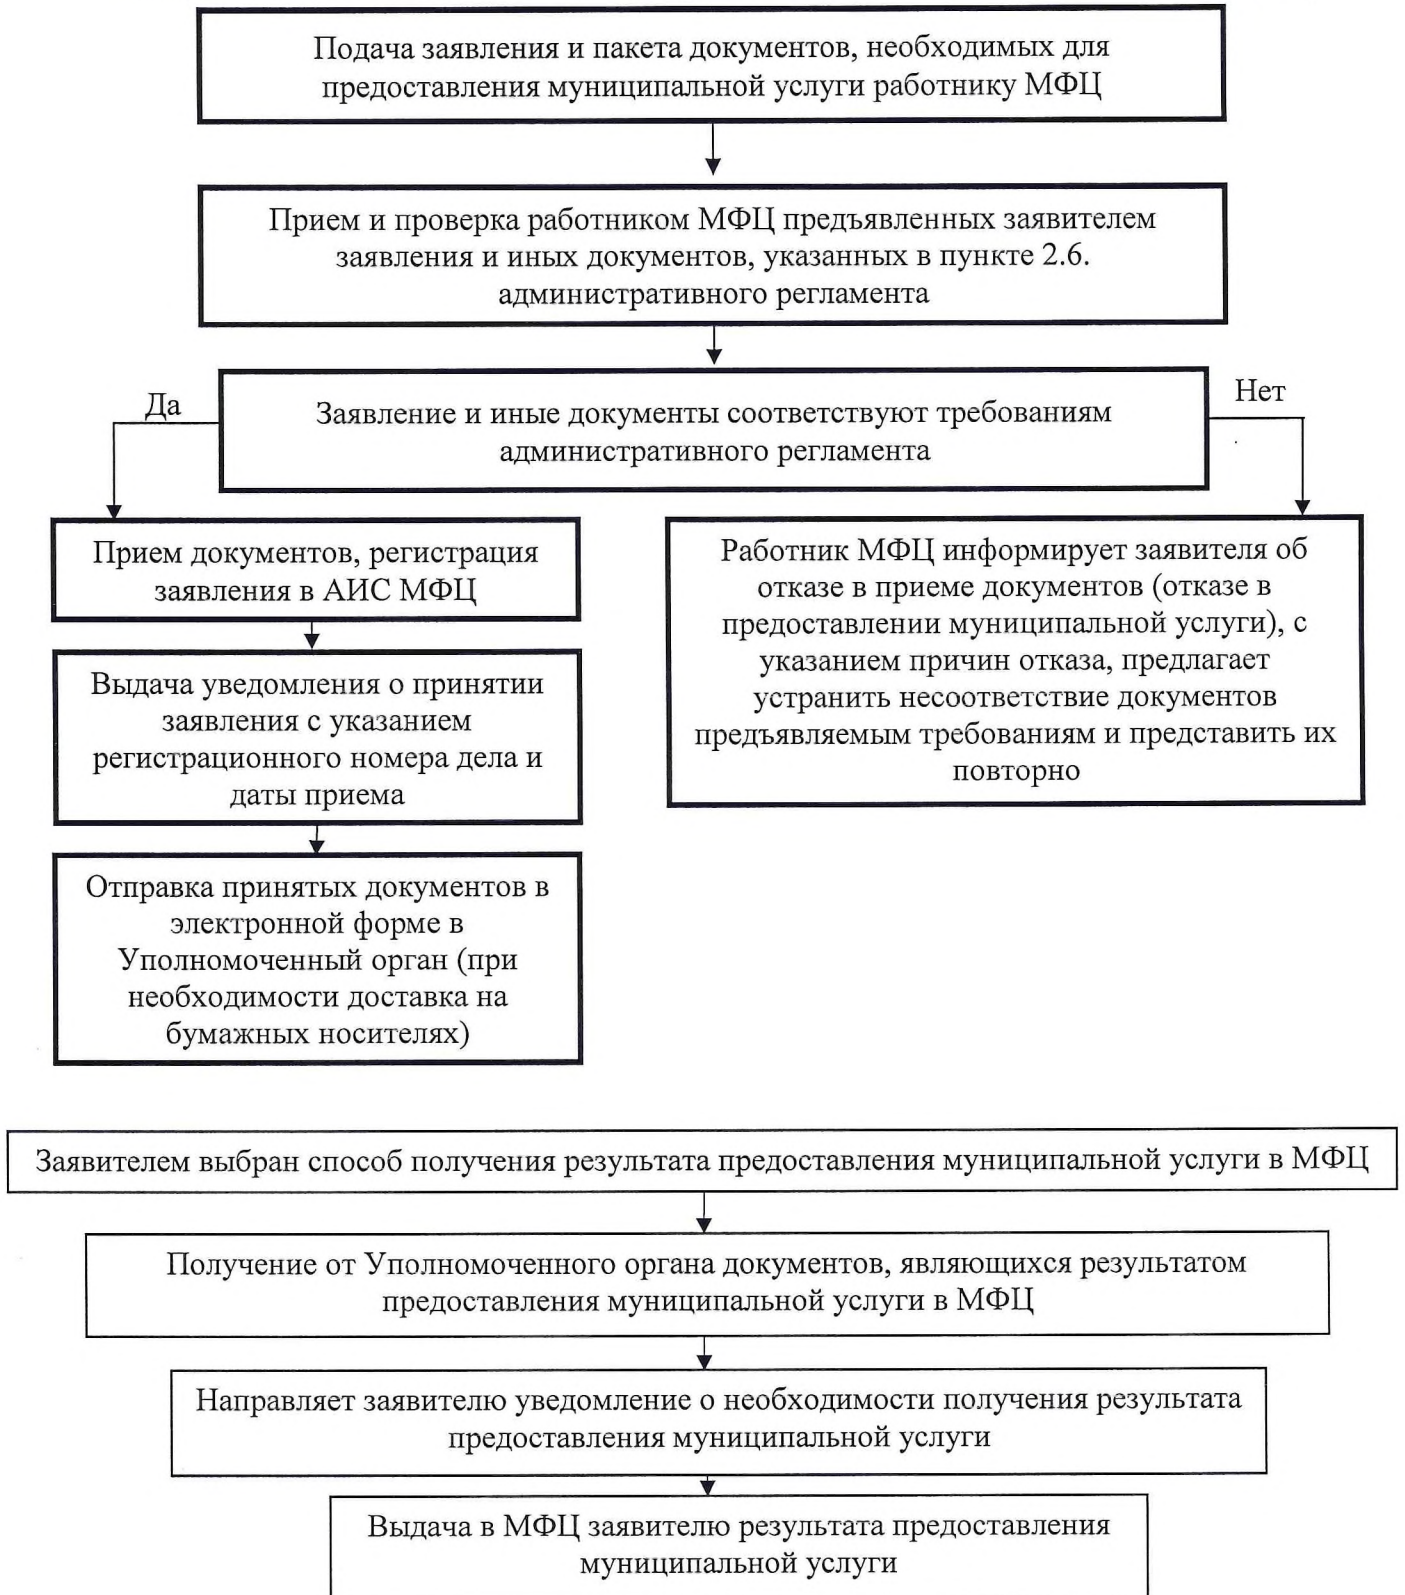 Подача заявления и пакета документов, необходимых для
предоставления муниципальной услуги работнику МФЦ
Прием и проверка работником МФЦ предъявленных заявителем
заявления и иных документов, указанных в пункте 2.6.
административного регламента
Да
Заявление и иные документы соответствуют требованиям
административного регламента
Нет
Прием документов, регистрация
заявления в АИС МФЦ
Выдача уведомления о принятии
заявления с указанием
регистрационного номера дела и
даты приема
Отправка принятых документов в
электронной форме в
Уполномоченный орган (при
необходимости доставка на
бумажных носителях)
Работник МФЦ информирует заявителя об
отказе в приеме документов (отказе в
предоставлении муниципальной услуги), с
указанием причин отказа, предлагает
устранить несоответствие документов
предъявляемым требованиям и представить их
повторно
Заявителем выбран способ получения результата предоставления муниципальной услуги в МФЦ
Получение от Уполномоченного органа документов, являющихся результатом
предоставления муниципальной услуги в МФЦ
Направляет заявителю уведомление о необходимости получения результата
предоставления муниципальной услуги
Выдача в МФЦ заявителю результата предоставления
муниципальной услуги